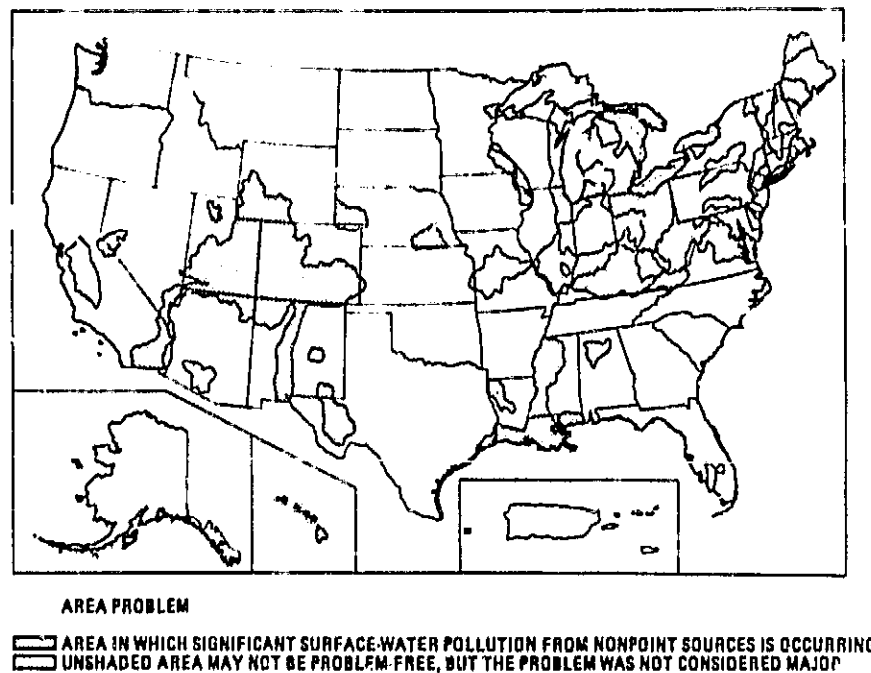 AREA PROBLEM
AREA IN WHICH SIGNIFICANT SURFACE-WATER POLLUTION FROM NONPOINT SOURCES IS OCCURRING
UNSHADED AREA MAY NOT BE PROBLEM-FREE, BUT THE PROBLEM WAS NOT CONSIDERED MAJOR